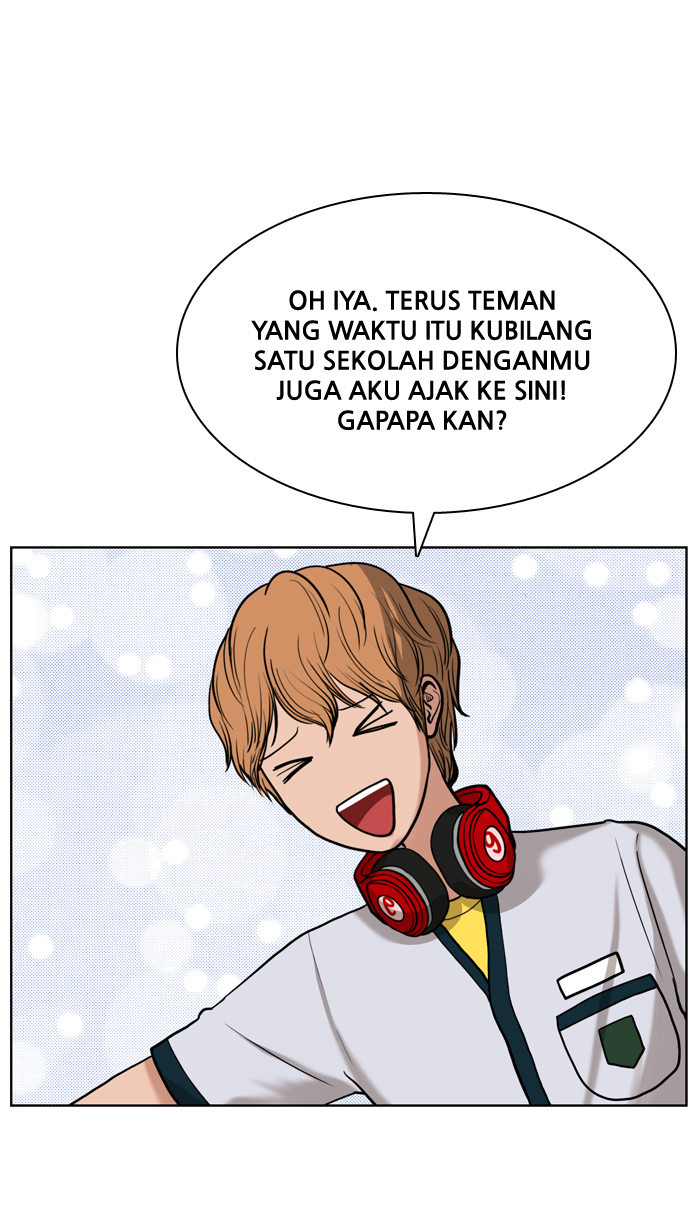 OH IYA. TERUS TEMAN
YANG WAKTU ITU KUBILANG
SATU SEKOLAH DENGANMU
JUGA AKU AJAK KE SINI!
GAPAPA KAN?